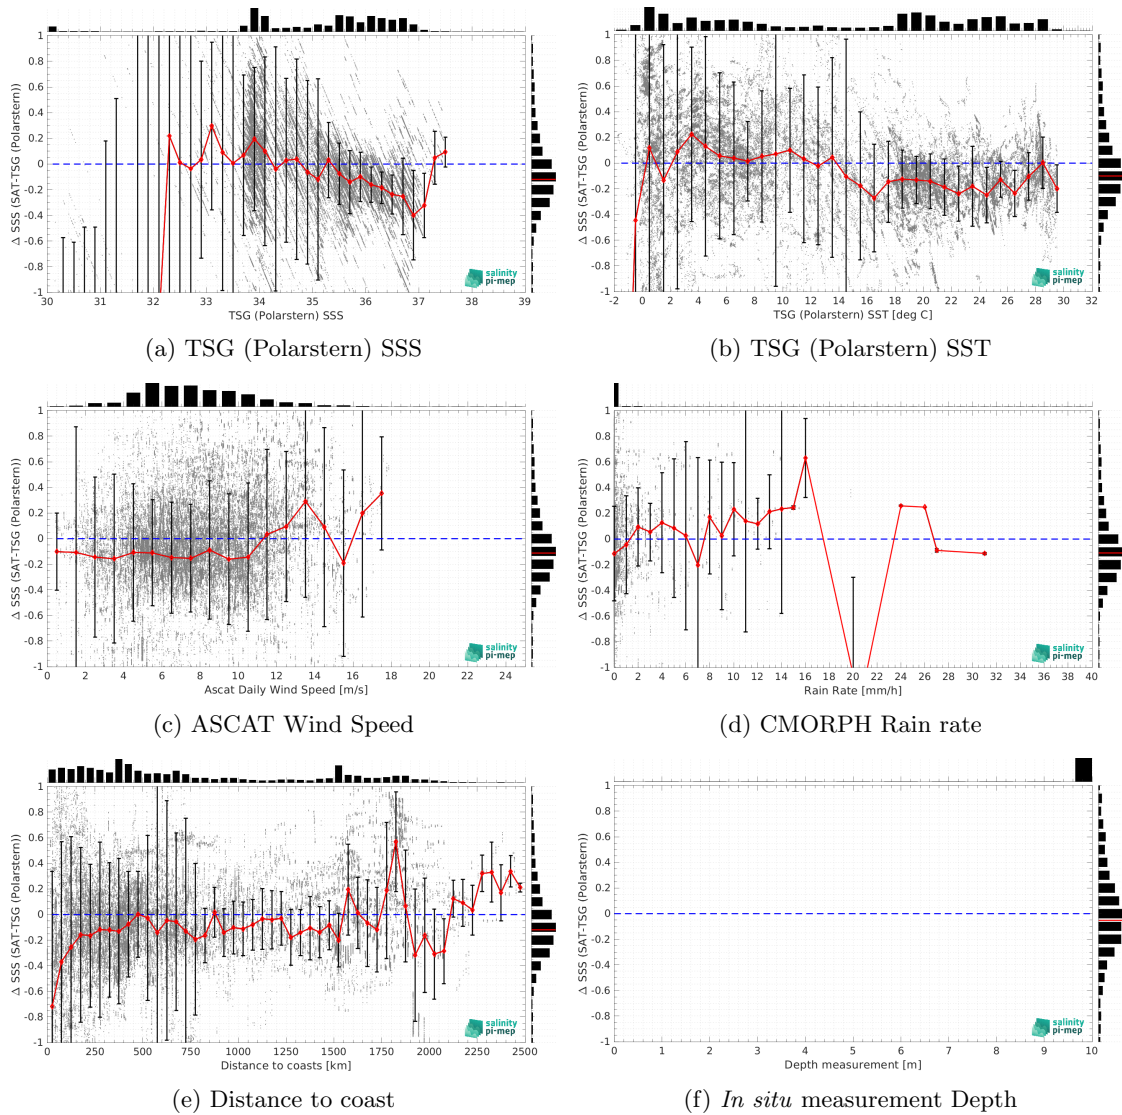 Δ SSS (SAT-TSG (Polarstern))
1
0.8
0.6
0.4
0.2
0
-0.2
-0.4
-0.6
-0.8
-1
30 31 32 33 34 35 36 37 38 39
TSG (Polarstern) SSS
salinity
pi-mep
(a) TSG (Polarstern) SSS
Δ SSS (SAT-TSG (Polarstern))
1
0.8
0.6
0.4
0.2
0
-0.2
-0.4
-0.6
-0.8
-1
-2 0 2 4 6 8 10 12 14 16 18 20 22 24 26 28 30 32
TSG (Polarstern) SST [deg C]
salinity
pi-mep
(b) TSG (Polarstern) SST
Δ SSS (SAT-TSG (Polarstern))
1
0.8
0.6
0.4
0.2
0
-0.2
-0.4
-0.6
-0.8
-1
0 2 4 6 8 10 12 14 16 18 20 22 24
Ascat Daily Wind Speed [m/s]
salinity
pi-mep
(c) ASCAT Wind Speed
Δ SSS (SAT-TSG (Polarstern))
1
0.8
0.6
0.4
0.2
0
-0.2
-0.4
-0.6
-0.8
-1
0 2 4 6 8 10 12 14 16 18 20 22 24 26 28 30 32 34 36 38 40
Rain Rate [mm/h]
salinity
pi-mep
(d) CMORPH Rain rate
Δ SSS (SAT-TSG (Polarstern))
1
0.8
0.6
0.4
0.2
0
-0.2
-0.4
-0.6
-0.8
-1
0 250 500 750 1000 1250 1500 1750 2000 2250 2500
Distance to coasts [km]
salinity
pi-mep
(e) Distance to coast
Δ SSS (SAT-TSG (Polarstern))
1
0.8
0.6
0.4
0.2
0
-0.2
-0.4
-0.6
-0.8
-1
0 1 2 3 4 5 6 7 8 9 10
Depth measurement [m]
salinity
pi-mep
(f) In situ measurement Depth